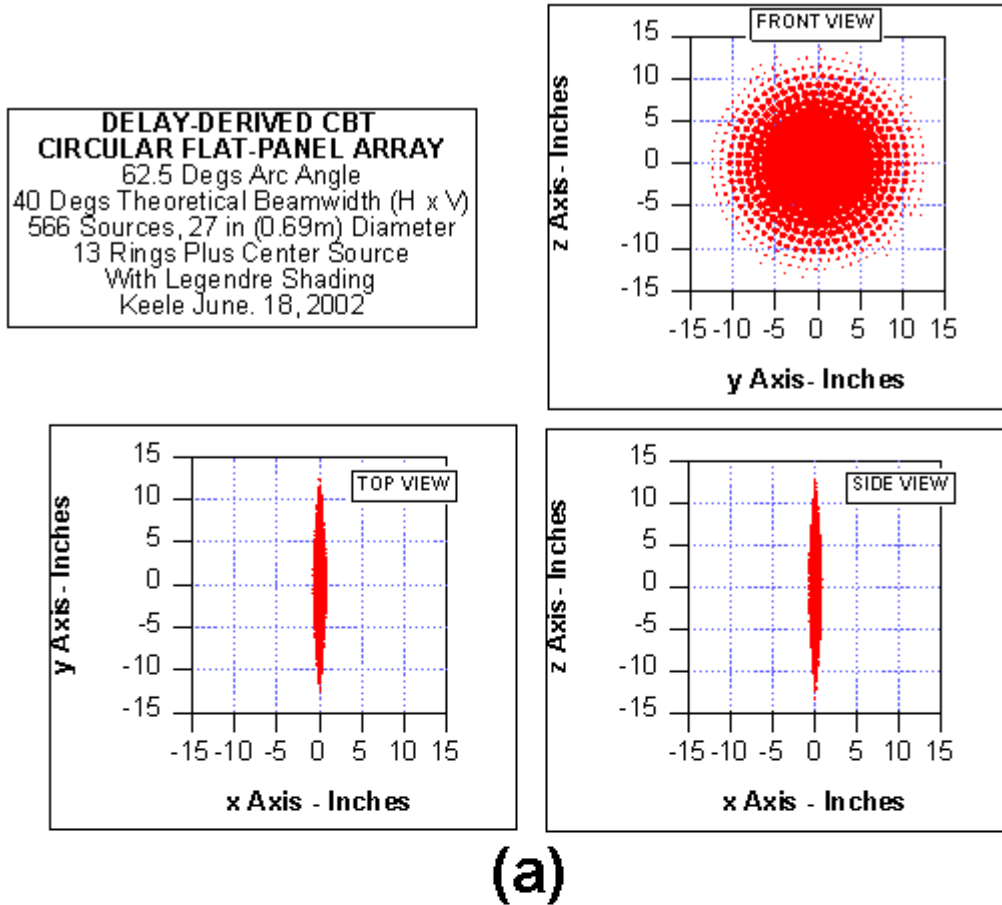 DELAY-DERIVED CBT
CIRCULAR FLAT-PANEL ARRAY
62.5 Degs Arc Angle
40 Degs Theoretical Beamwidth (H x V)
566 Sources, 27 in (0.69m) Diameter
13 Rings Plus Center Source
With Legendre Shading
Keele June. 18, 2002
FRONT VIEW
z Axis - Inches
15
10
5
0
-5
-10
-15
-15 -10 -5 0 5 10 15
y Axis- Inches
TOP VIEW
y Axis - Inches
15
10
5
0
-5
-10
-15
-15 -10 -5 0 5 10 15
x Axis - Inches
SIDE VIEW
z Axis - Inches
15
10
5
0
-5
-10
-15
-15 -10 -5 0 5 10 15
x Axis - Inches
(a)